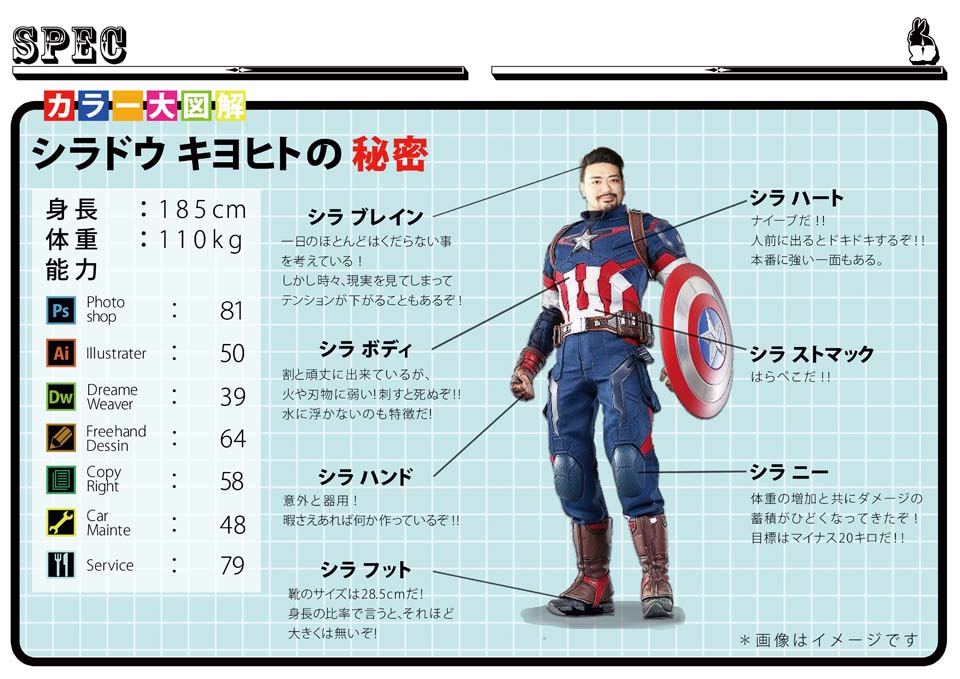 SPEC
カラー大図解
シラドウ キヨヒトの 秘密
身長 : 185cm
体重 : 110kg
能力
Ps Photo shop : 81
Ai Illustrater : 50
Dw Dreame Weaver : 39
Freehand Dessin : 64
Copy Right : 58
Car Mainte : 48
Service : 79
シラ ブレイン
一日のほとんどはくだらない事
を考えている!
しかし時々、現実を見てしまって
テンションが下がることもあるぞ!
シラ ボディ
割と頑丈に出来ているが、
火や刃物に弱い!刺すと死ぬぞ!!
水に浮かないのも特徴だ!
シラ ハンド
意外と器用!
暇さえあれば何か作っているぞ!!
シラ フット
靴のサイズは28.5cmだ!
身長の比率で言うと、それほど
大きくは無いぞ!
シラ ハート
ナイーブだ!!
人前に出るとドキドキするぞ!!
本番に強い一面もある。
シラ ストマック
はらぺこだ!!
シラ ニー
体重の増加と共にダメージの
蓄積がひどくなってきたぞ!
目標はマイナス20キロだ!!
*画像はイメージです